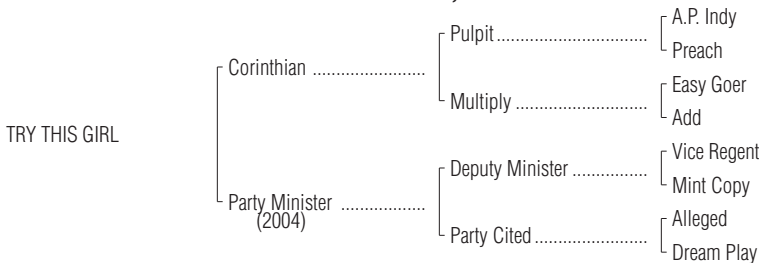 A.P. Indy
Pulpit
Preach
Corinthian
Easy Goer
Multiply
Add
TRY THIS GIRL
Vice Regent
Deputy Minister
Mint Copy
Party Minister
(2004)
Alleged
Party Cited
Dream Play